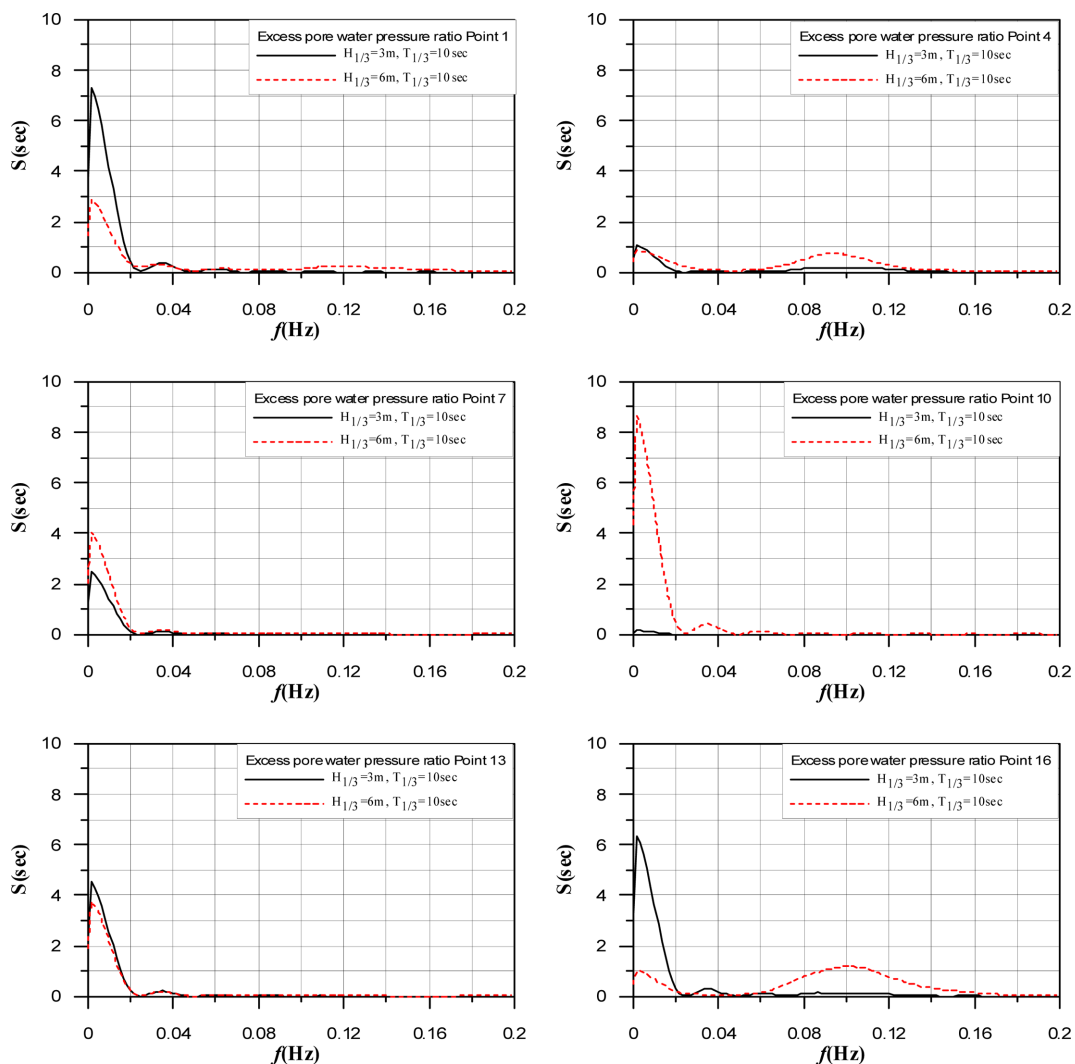 10
Excess pore water pressure ratio Point 1
H1/3=3m, T1/3=10sec
H1/3=6m, T1/3=10sec
8
6
S(sec)
4
2
0
0 0.04 0.08 0.12 0.16 0.2
f(Hz)
10
Excess pore water pressure ratio Point 4
H1/3=3m, T1/3=10sec
H1/3=6m, T1/3=10sec
8
6
S(sec)
4
2
0
0 0.04 0.08 0.12 0.16 0.2
f(Hz)
10
Excess pore water pressure ratio Point 7
H1/3=3m, T1/3=10sec
H1/3=6m, T1/3=10sec
8
6
S(sec)
4
2
0
0 0.04 0.08 0.12 0.16 0.2
f(Hz)
10
Excess pore water pressure ratio Point 10
H1/3=3m, T1/3=10sec
H1/3=6m, T1/3=10sec
8
6
S(sec)
4
2
0
0 0.04 0.08 0.12 0.16 0.2
f(Hz)
10
Excess pore water pressure ratio Point 13
H1/3=3m, T1/3=10sec
H1/3=6m, T1/3=10sec
8
6
S(sec)
4
2
0
0 0.04 0.08 0.12 0.16 0.2
f(Hz)
10
Excess pore water pressure ratio Point 16
H1/3=3m, T1/3=10sec
H1/3=6m, T1/3=10sec
8
6
S(sec)
4
2
0
0 0.04 0.08 0.12 0.16 0.2
f(Hz)